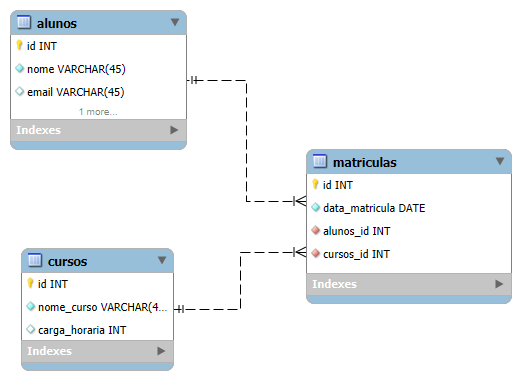 alunos
id INT
nome VARCHAR(45)
email VARCHAR(45)
1 more...
Indexes
matriculas
id INT
data_matricula DATE
alunos_id INT
cursos_id INT
Indexes
cursos
id INT
nome_curso VARCHAR(4...
carga_horaria INT
Indexes